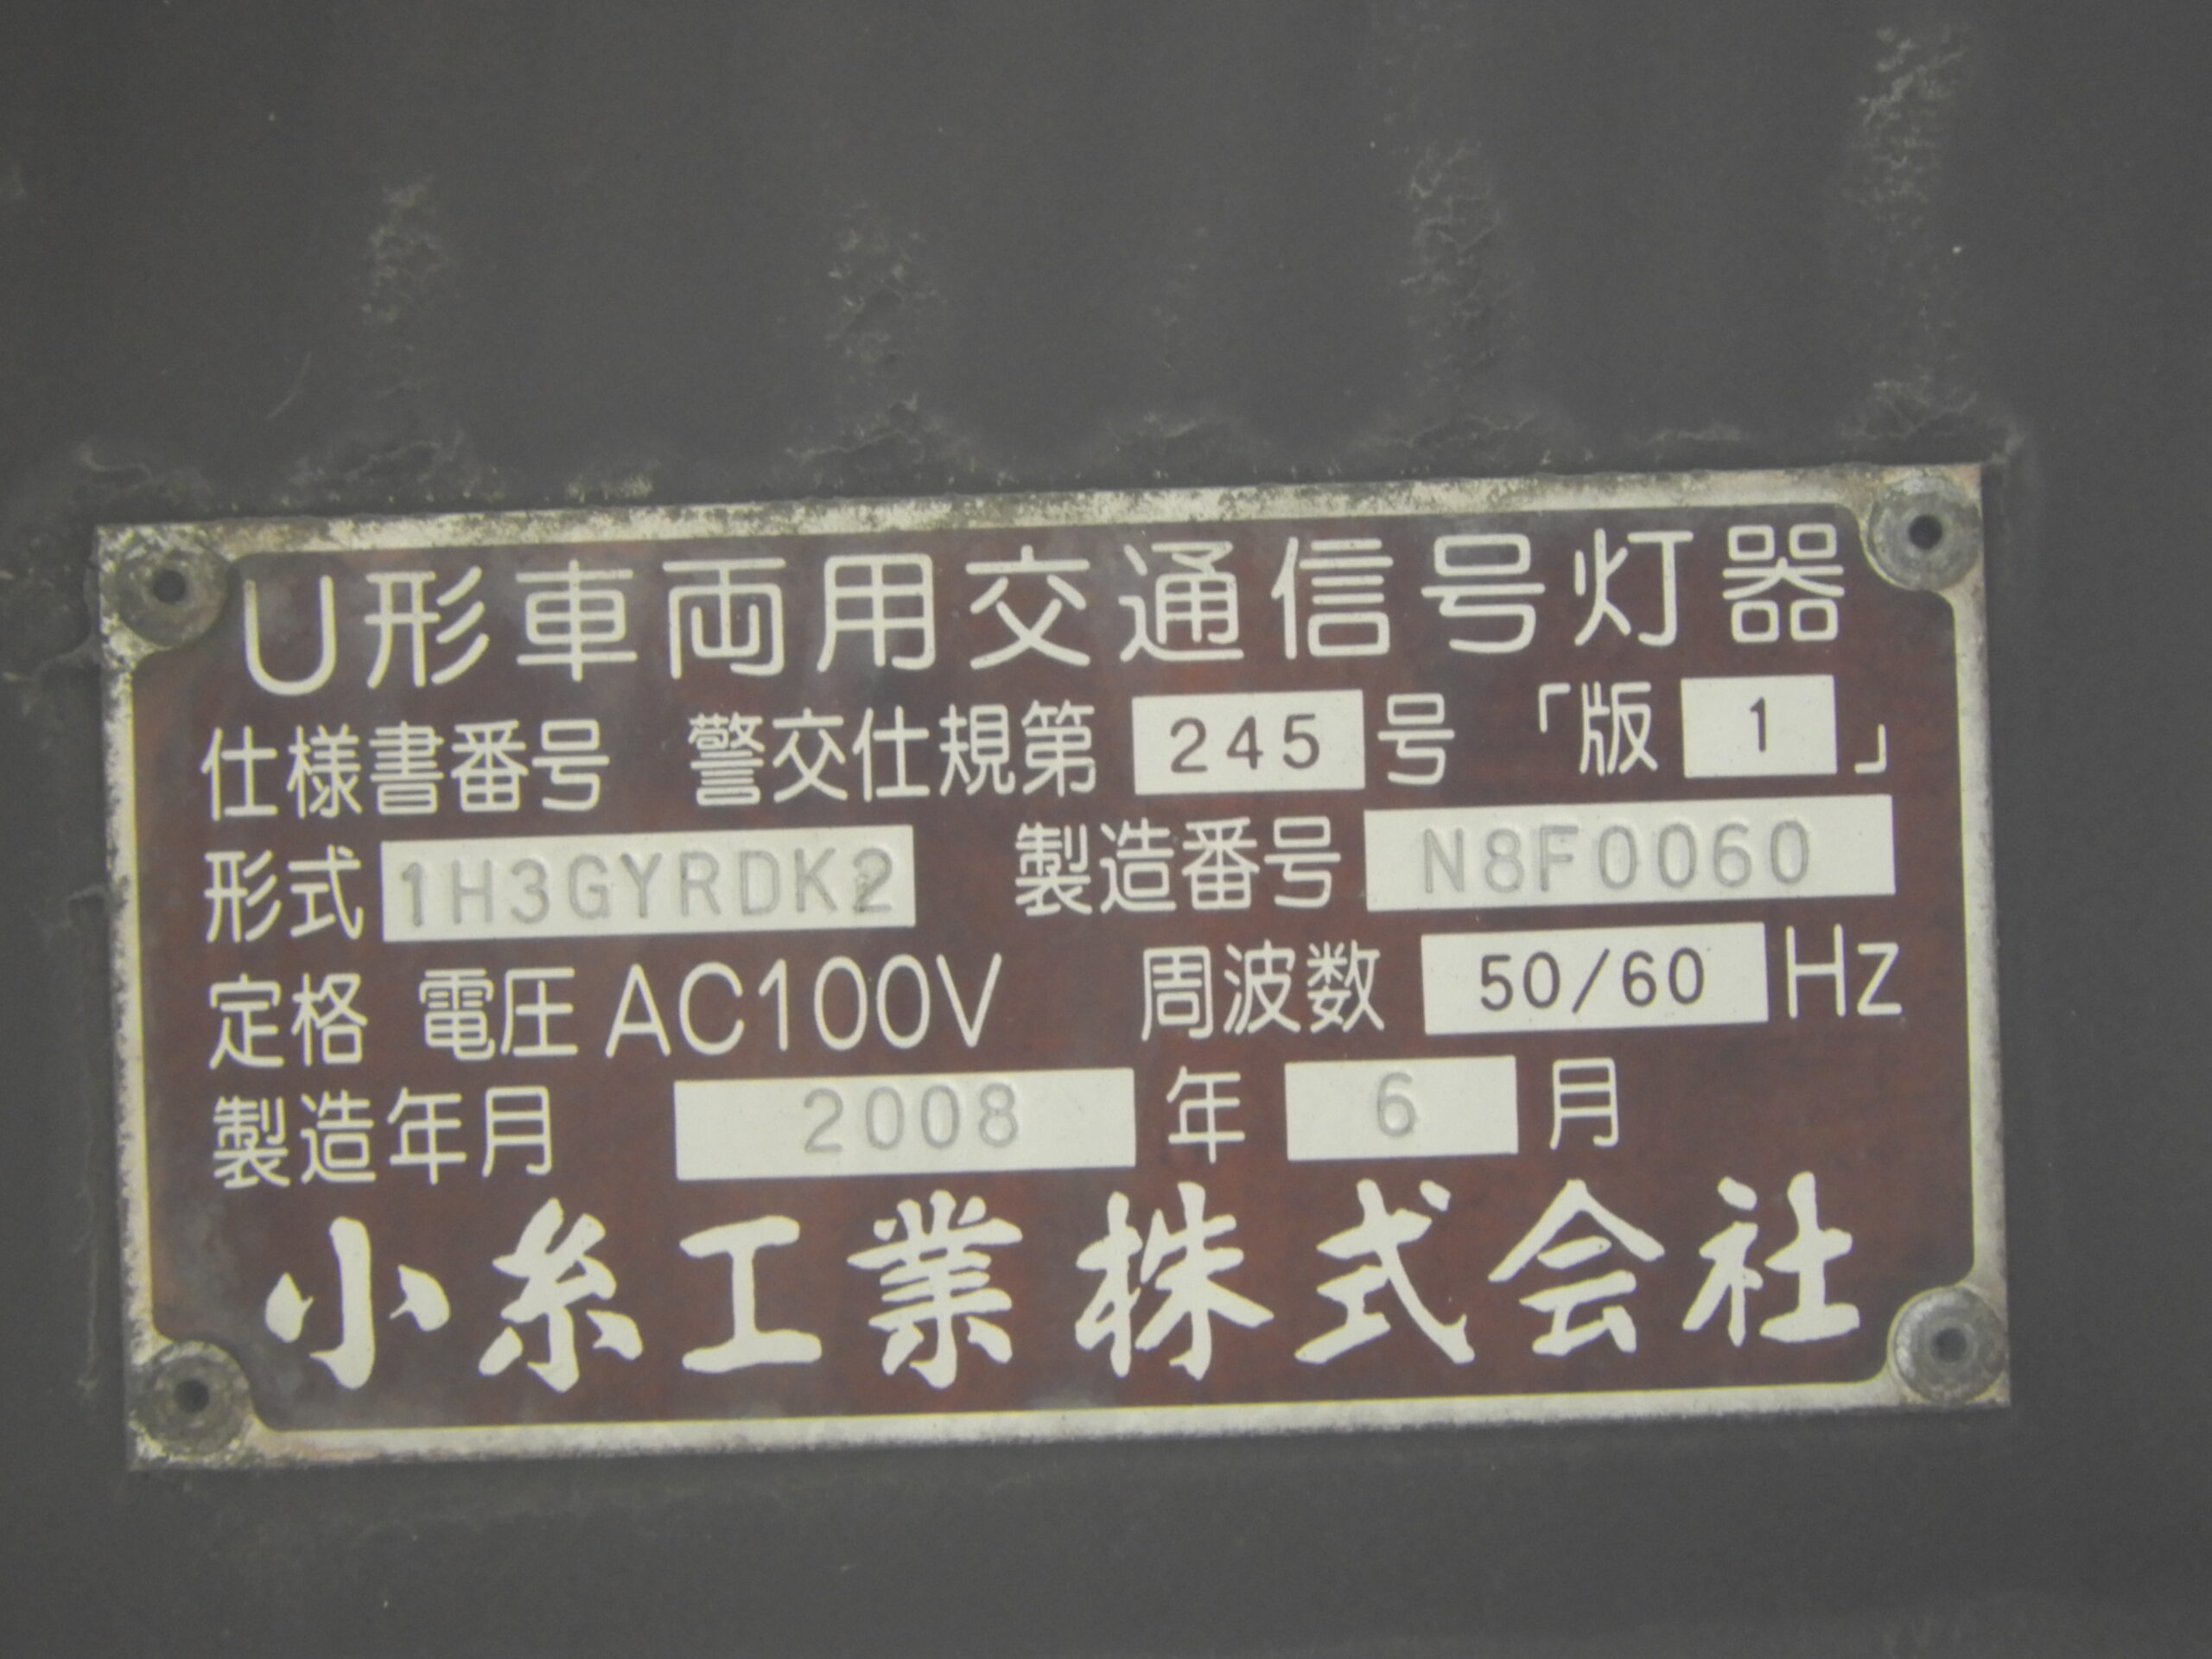 U形車両用交通信号灯器
仕様書番号 警交仕規第 245 号 「版 1 」
形式 1H3GYRDK2 製造番号 N8F0060
定格 電圧 AC100V 周波数 50/60 Hz
製造年月 2008 年 6 月
小糸工業株式会社